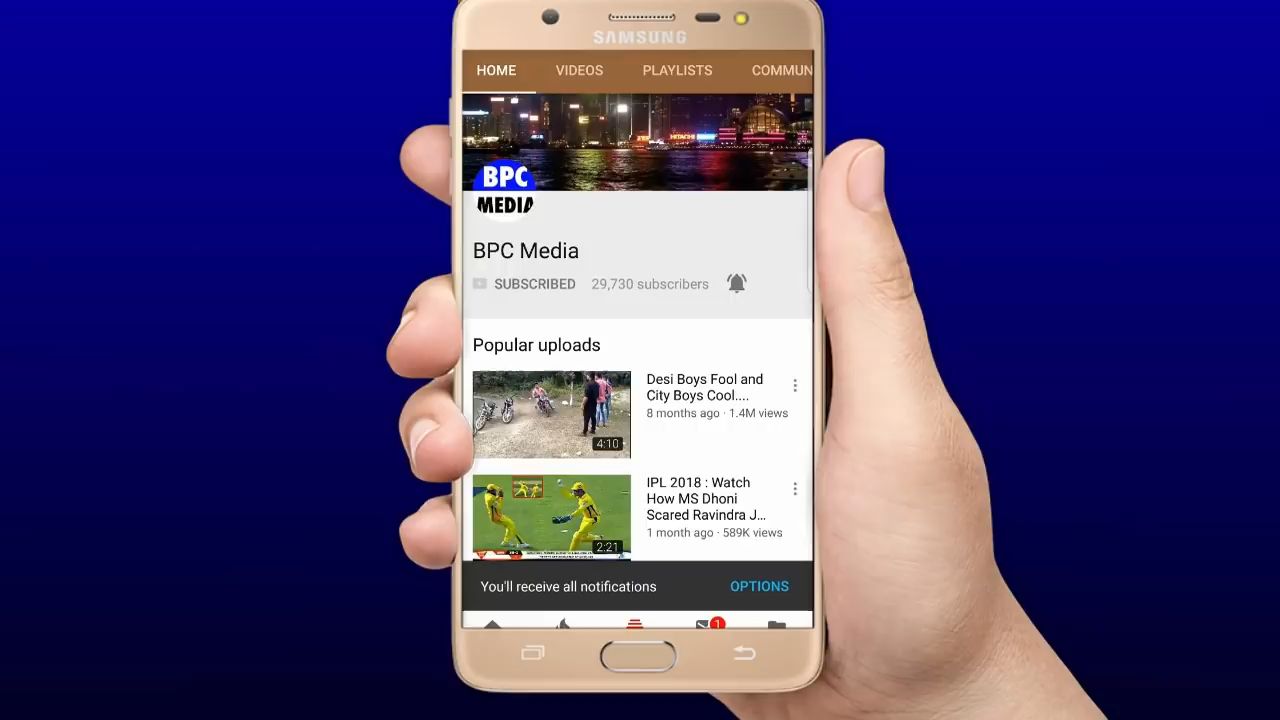 SAMSUNG
HOME VIDEOS PLAYLISTS COMMUN
HITACHI
BPC
MEDIA
BPC Media
SUBSCRIBED 29,730 subscribers
Popular uploads
Desi Boys Fool and
City Boys Cool....
8 months ago · 1.4M views
4:10
IPL 2018 : Watch
How MS Dhoni
Scared Ravindra J...
1 month ago · 589K views
2:21
You'll receive all notifications OPTIONS
1